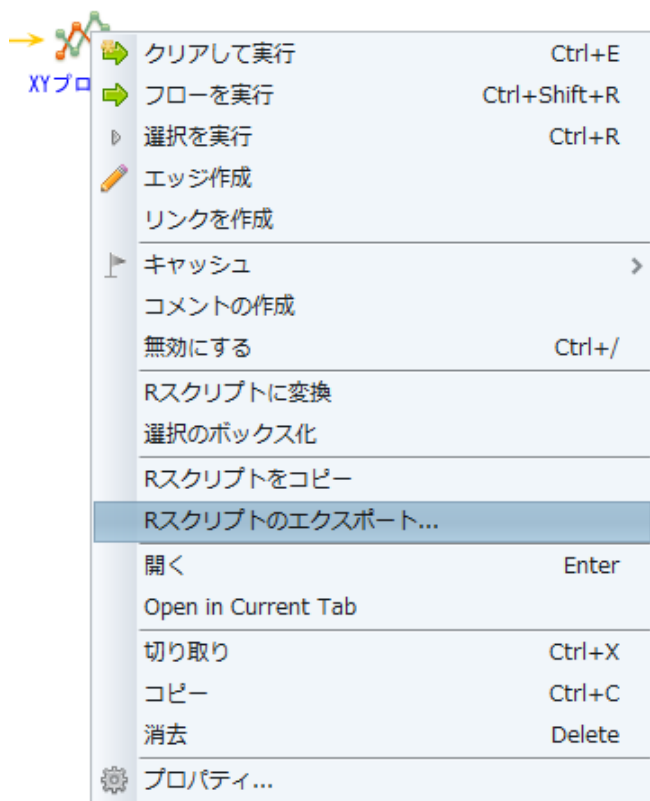 XYプロ
クリアして実行 Ctrl+E
フローを実行 Ctrl+Shift+R
選択を実行 Ctrl+R
エッジ作成
リンクを作成
キャッシュ
コメントの作成
無効にする Ctrl+/
Rスクリプトに変換
選択のボックス化
Rスクリプトをコピー
Rスクリプトのエクスポート...
開く Enter
Open in Current Tab
切り取り Ctrl+X
コピー Ctrl+C
消去 Delete
プロパティ...